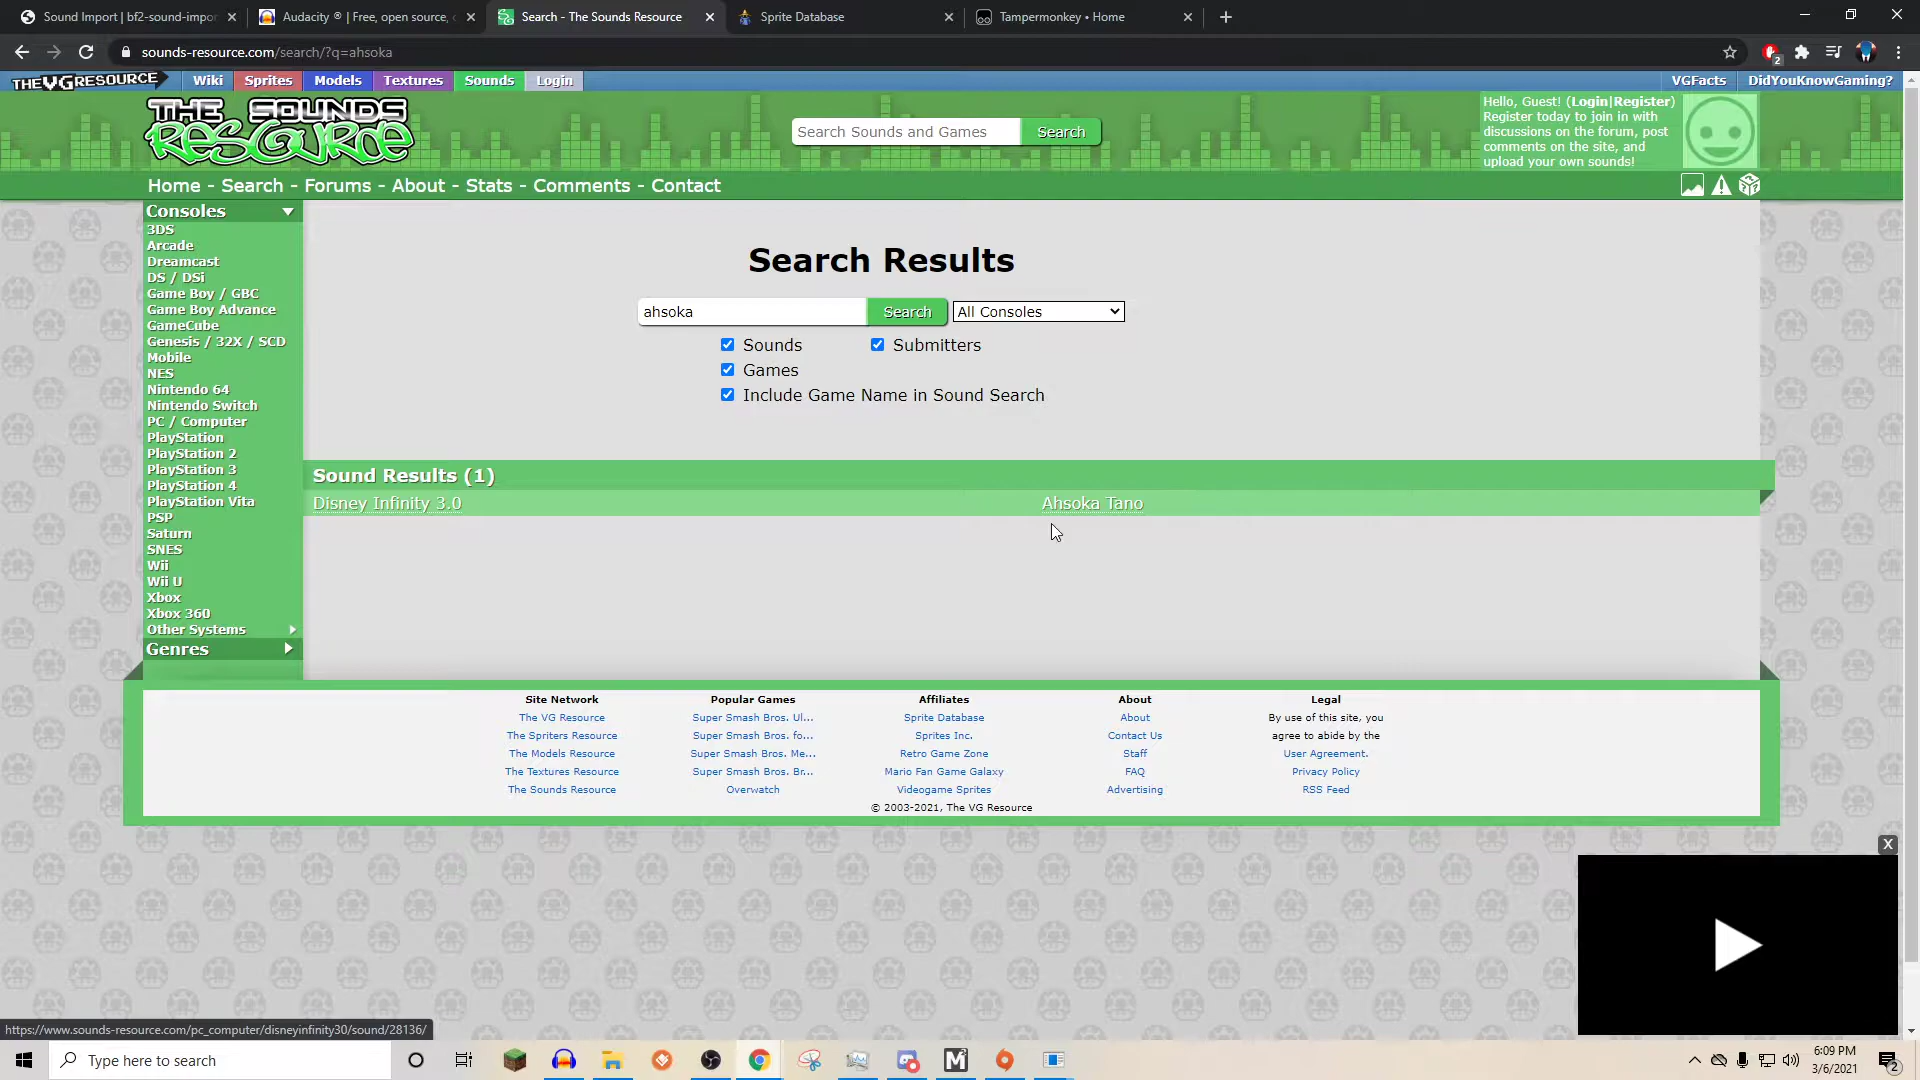 Sound Import | bf2-sound-impor
Audacity ® | Free, open source,
Search - The Sounds Resource
Sprite Database
Tampermonkey • Home
sounds-resource.com/search/?q=ahsoka
2
THE VG RESOURCE
Wiki
Sprites
Models
Textures
Sounds
Login
VGFacts
DidYouKnowGaming?
THE SOUNDS
RESOURCE
Search Sounds and Games
Search
Hello, Guest! (Login|Register)
Register today to join in with
discussions on the forum, post
comments on the site, and
upload your own sounds!
Home - Search - Forums - About - Stats - Comments - Contact
Consoles
3DS
Arcade
Dreamcast
DS / DSi
Game Boy / GBC
Game Boy Advance
GameCube
Genesis / 32X / SCD
Mobile
NES
Nintendo 64
Nintendo Switch
PC / Computer
PlayStation
PlayStation 2
PlayStation 3
PlayStation 4
PlayStation Vita
PSP
Saturn
SNES
Wii
Wii U
Xbox
Xbox 360
Other Systems
Genres
Search Results
ahsoka
Search
All Consoles
Sounds
Submitters
Games
Include Game Name in Sound Search
Sound Results (1)
Disney Infinity 3.0
Ahsoka Tano
Site Network
The VG Resource
The Spriters Resource
The Models Resource
The Textures Resource
The Sounds Resource
Popular Games
Super Smash Bros. Ul...
Super Smash Bros. fo...
Super Smash Bros. Me...
Super Smash Bros. Br...
Overwatch
Affiliates
Sprite Database
Sprites Inc.
Retro Game Zone
Mario Fan Game Galaxy
Videogame Sprites
About
About
Contact Us
Staff
FAQ
Advertising
Legal
By use of this site, you
agree to abide by the
User Agreement.
Privacy Policy
RSS Feed
© 2003-2021, The VG Resource
X
https://www.sounds-resource.com/pc_computer/disneyinfinity30/sound/28136/
Type here to search
6:09 PM
3/6/2021
2